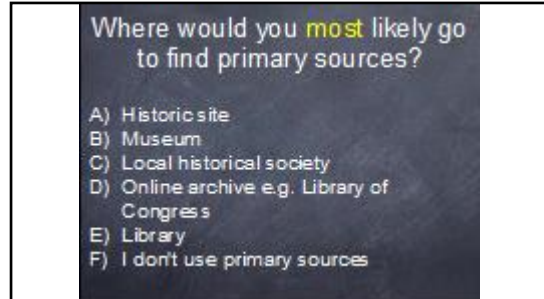 Where would you most likely go
to find primary sources?
A) Historic site
B) Museum
C) Local historical society
D) Online archive e.g. Library of
Congress
E) Library
F) I don't use primary sources